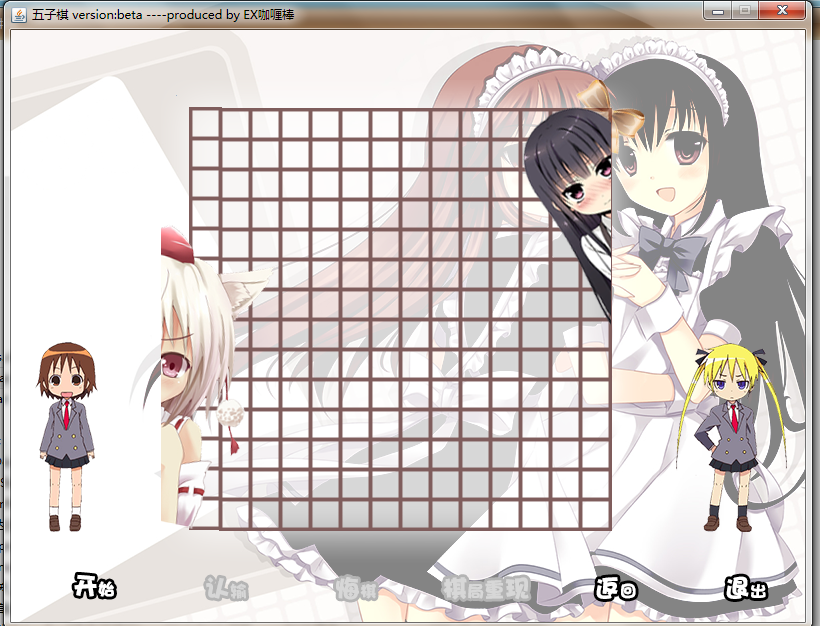 五子棋 version:beta ----produced by EX咖喱棒
开始 认输 悔棋 棋局重现 返回 退出